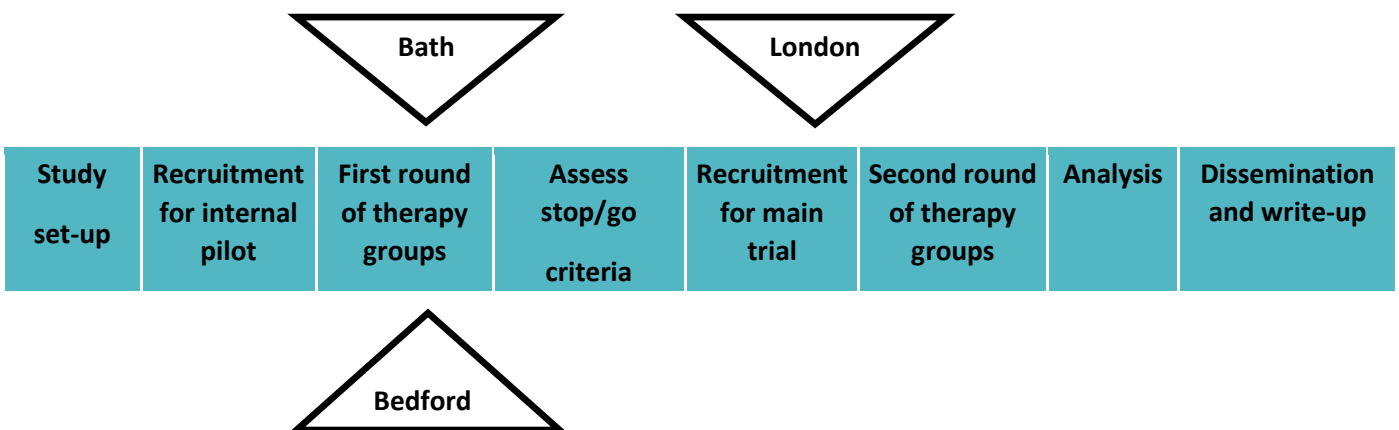 Bath
London
Study
set-up
Recruitment
for internal
pilot
First round
of therapy
groups
Assess
stop/go
criteria
Recruitment
for main
trial
Second round
of therapy
groups
Analysis
Dissemination
and write-up
Bedford